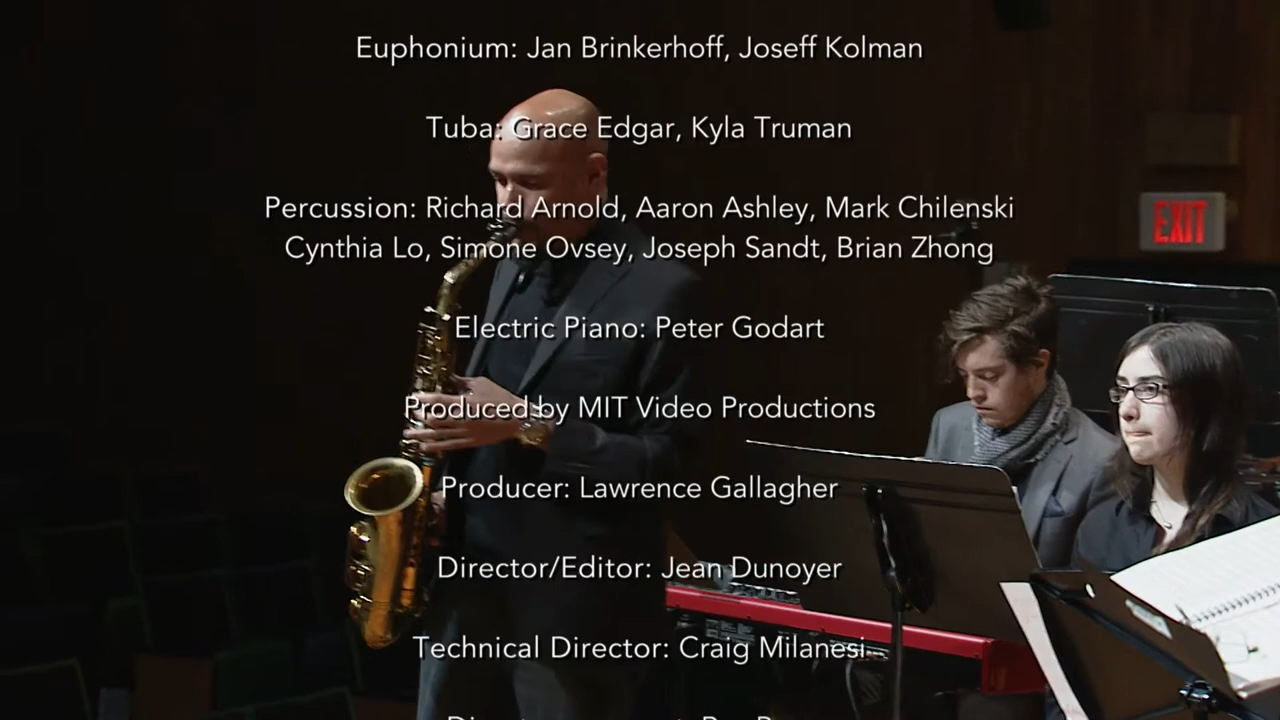 Euphonium: Jan Brinkerhoff, Joseff Kolman
Tuba: Grace Edgar, Kyla Truman
Percussion: Richard Arnold, Aaron Ashley, Mark Chilenski
Cynthia Lo, Simone Ovsey, Joseph Sandt, Brian Zhong
EXIT
Electric Piano: Peter Godart
Produced by MIT Video Productions
Producer: Lawrence Gallagher
Director/Editor: Jean Dunoyer
Technical Director: Craig Milanesi